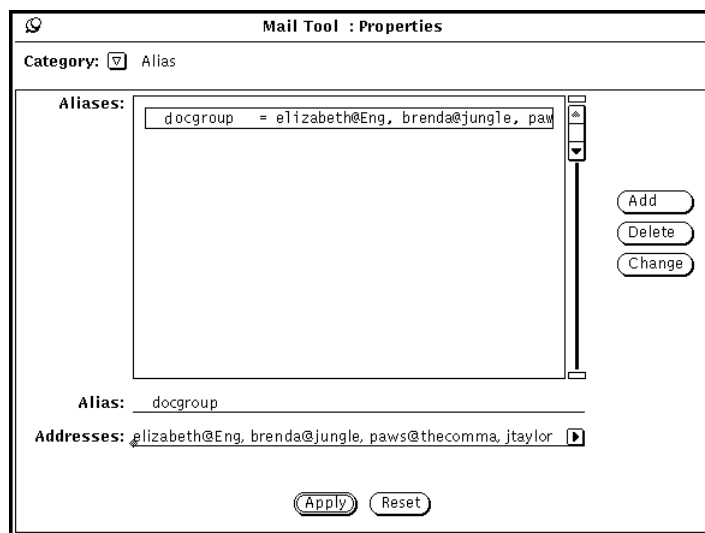 Mail Tool : Properties
Category: Alias
Aliases:
docgroup = elizabeth@Eng, brenda@jungle, paw
Add
Delete
Change
Alias: docgroup
Addresses: elizabeth@Eng, brenda@jungle, paws@thecomma, jtaylor
Apply Reset